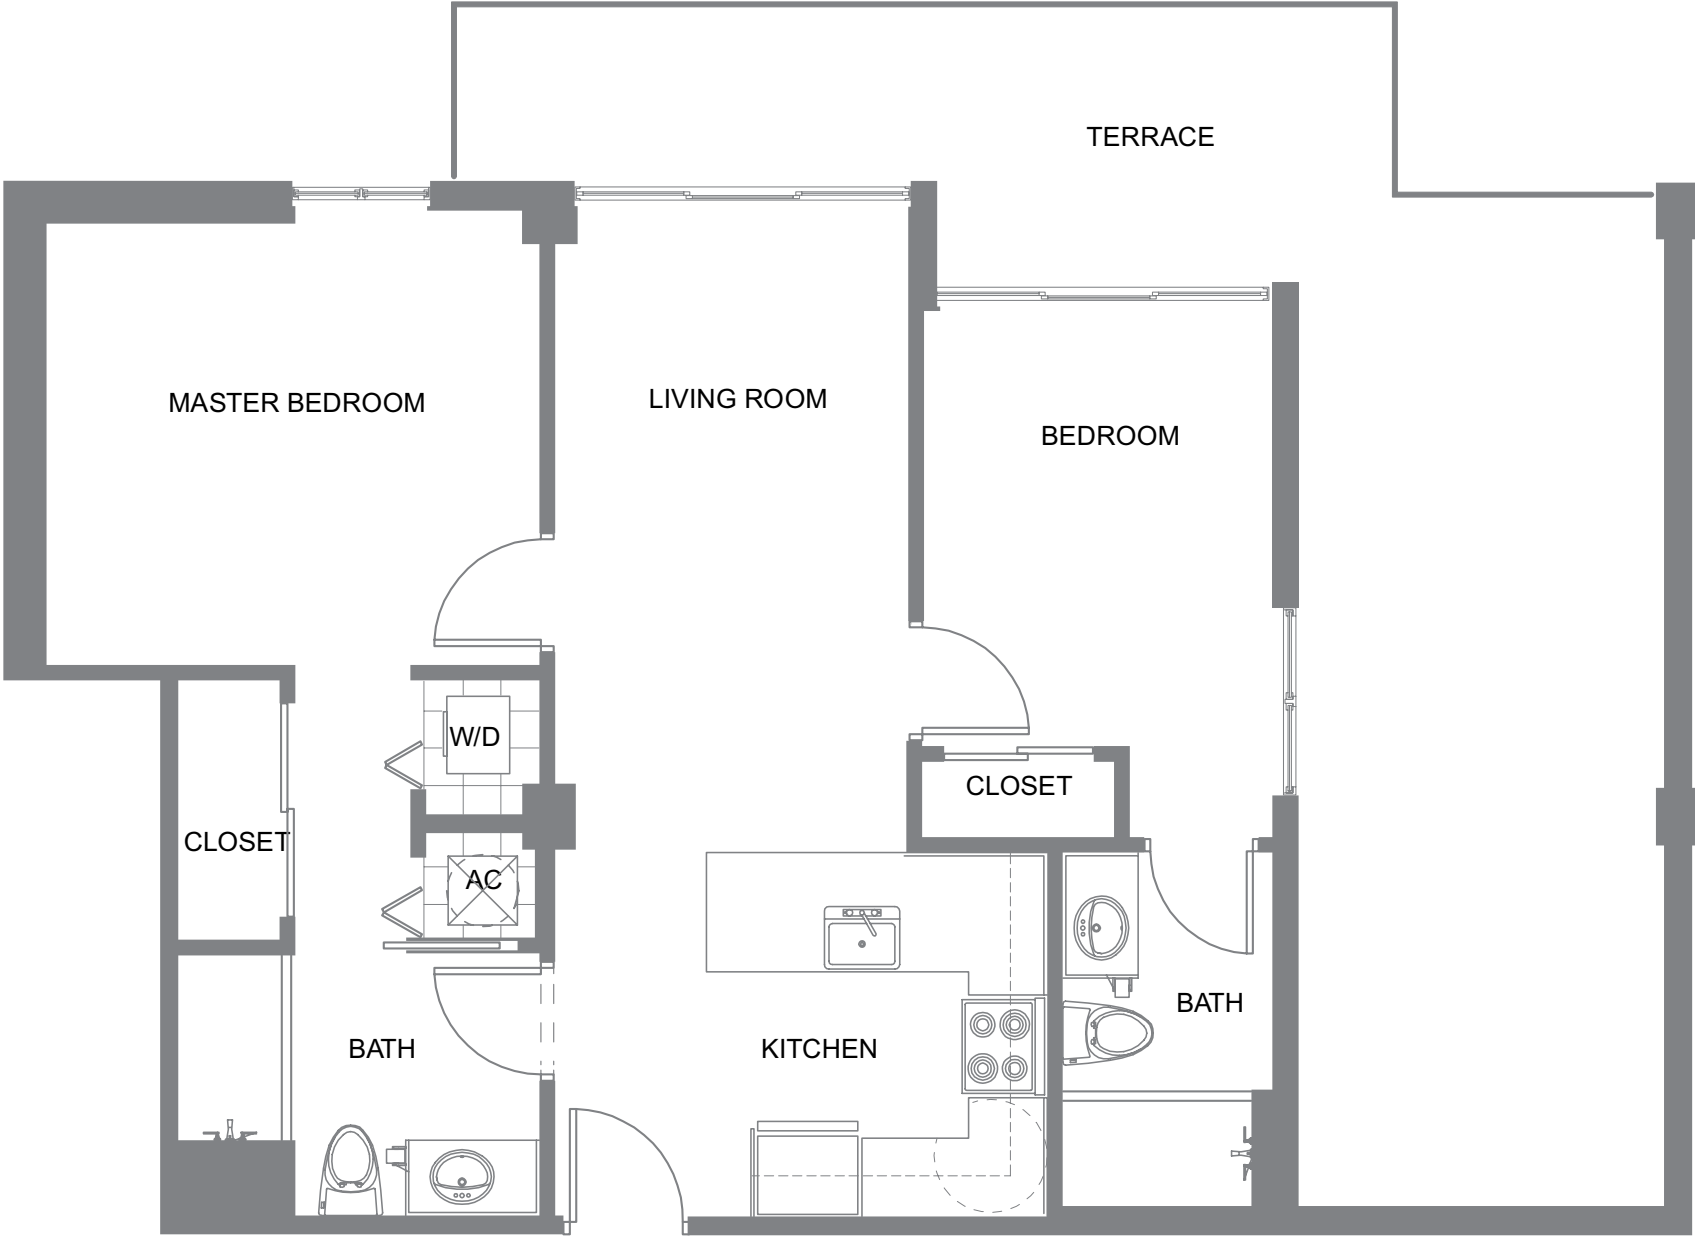 TERRACE
MASTER BEDROOM
LIVING ROOM
BEDROOM
W/D
CLOSET
CLOSET
AC
BATH
BATH
KITCHEN